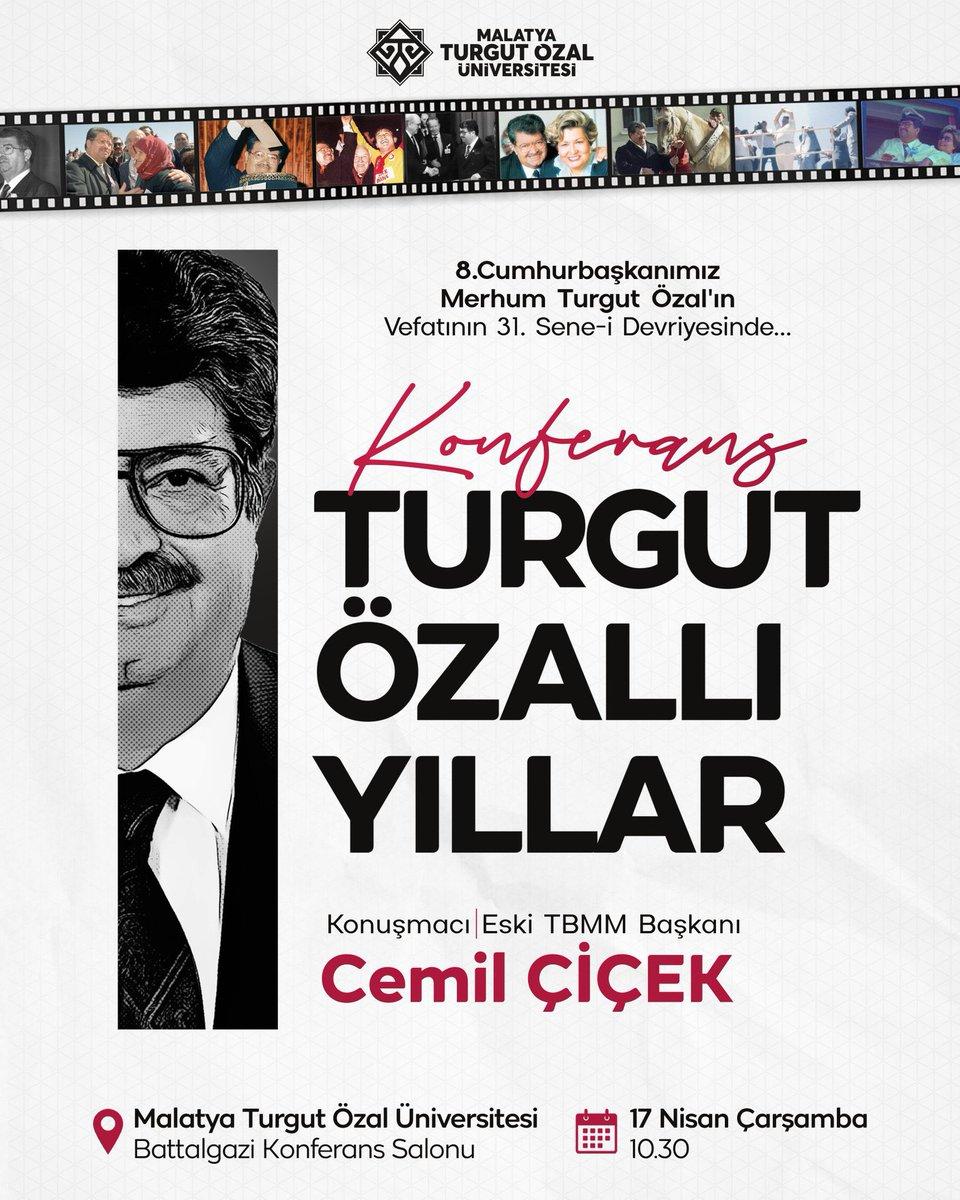 MALATYA
TURGUT ÖZAL
ÜNİVERSİTESİ
8.Cumhurbaşkanımız
Merhum Turgut Özal'ın
Vefatının 31. Sene-i Devriyesinde...
Konferans
TURGUT
ÖZALLI
YILLAR
Konuşmacı|Eski TBMM Başkanı
Cemil ÇİÇEK
Malatya Turgut Özal Üniversitesi
Battalgazi Konferans Salonu
17 Nisan Çarşamba
10.30